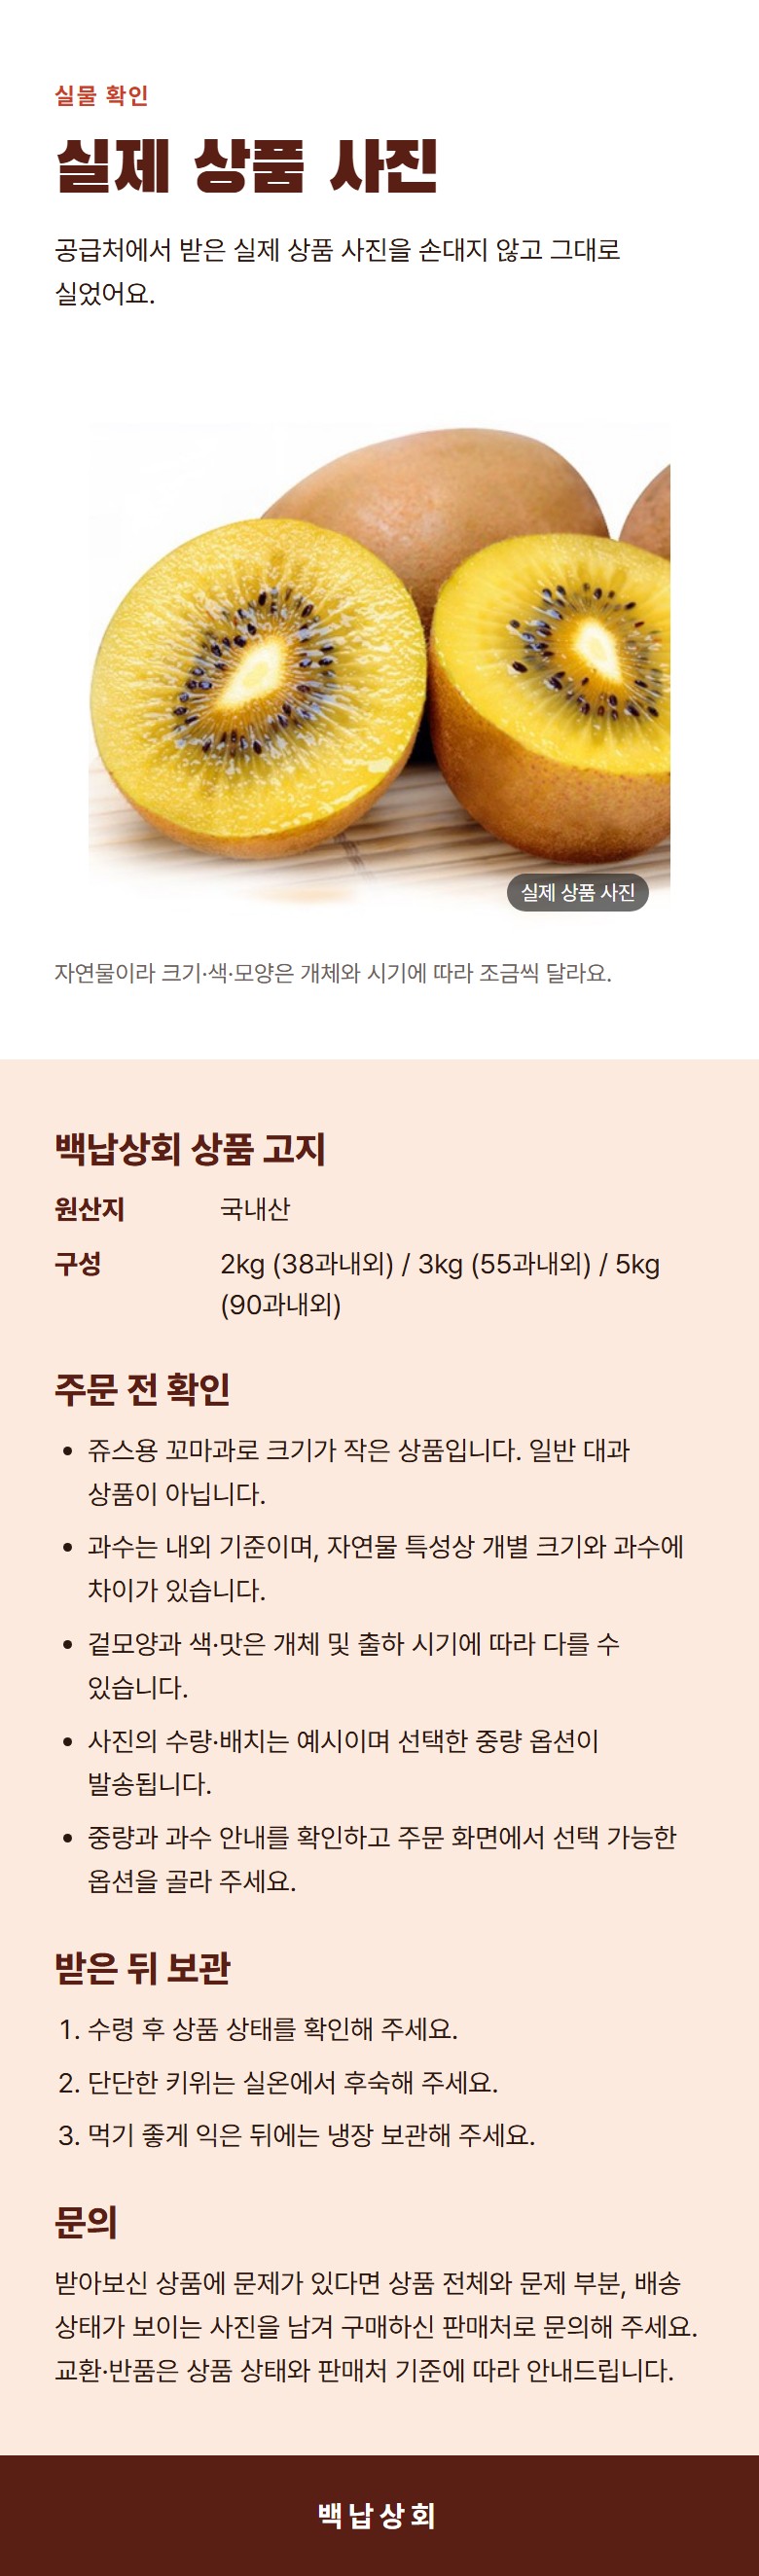 실물 확인
실제 상품 사진
공급처에서 받은 실제 상품 사진을 손대지 않고 그대로
실었어요.
실제 상품 사진
자연물이라 크기·색·모양은 개체와 시기에 따라 조금씩 달라요.
백납상회 상품 고지
원산지 국내산
구성 2kg (38과내외) / 3kg (55과내외) / 5kg
(90과내외)
주문 전 확인
• 쥬스용 꼬마과로 크기가 작은 상품입니다. 일반 대과
상품이 아닙니다.
• 과수는 내외 기준이며, 자연물 특성상 개별 크기와 과수에
차이가 있습니다.
• 겉모양과 색·맛은 개체 및 출하 시기에 따라 다를 수
있습니다.
• 사진의 수량·배치는 예시이며 선택한 중량 옵션이
발송됩니다.
• 중량과 과수 안내를 확인하고 주문 화면에서 선택 가능한
옵션을 골라 주세요.
받은 뒤 보관
1. 수령 후 상품 상태를 확인해 주세요.
2. 단단한 키위는 실온에서 후숙해 주세요.
3. 먹기 좋게 익은 뒤에는 냉장 보관해 주세요.
문의
받아보신 상품에 문제가 있다면 상품 전체와 문제 부분, 배송
상태가 보이는 사진을 남겨 구매하신 판매처로 문의해 주세요.
교환·반품은 상품 상태와 판매처 기준에 따라 안내드립니다.
백납상회